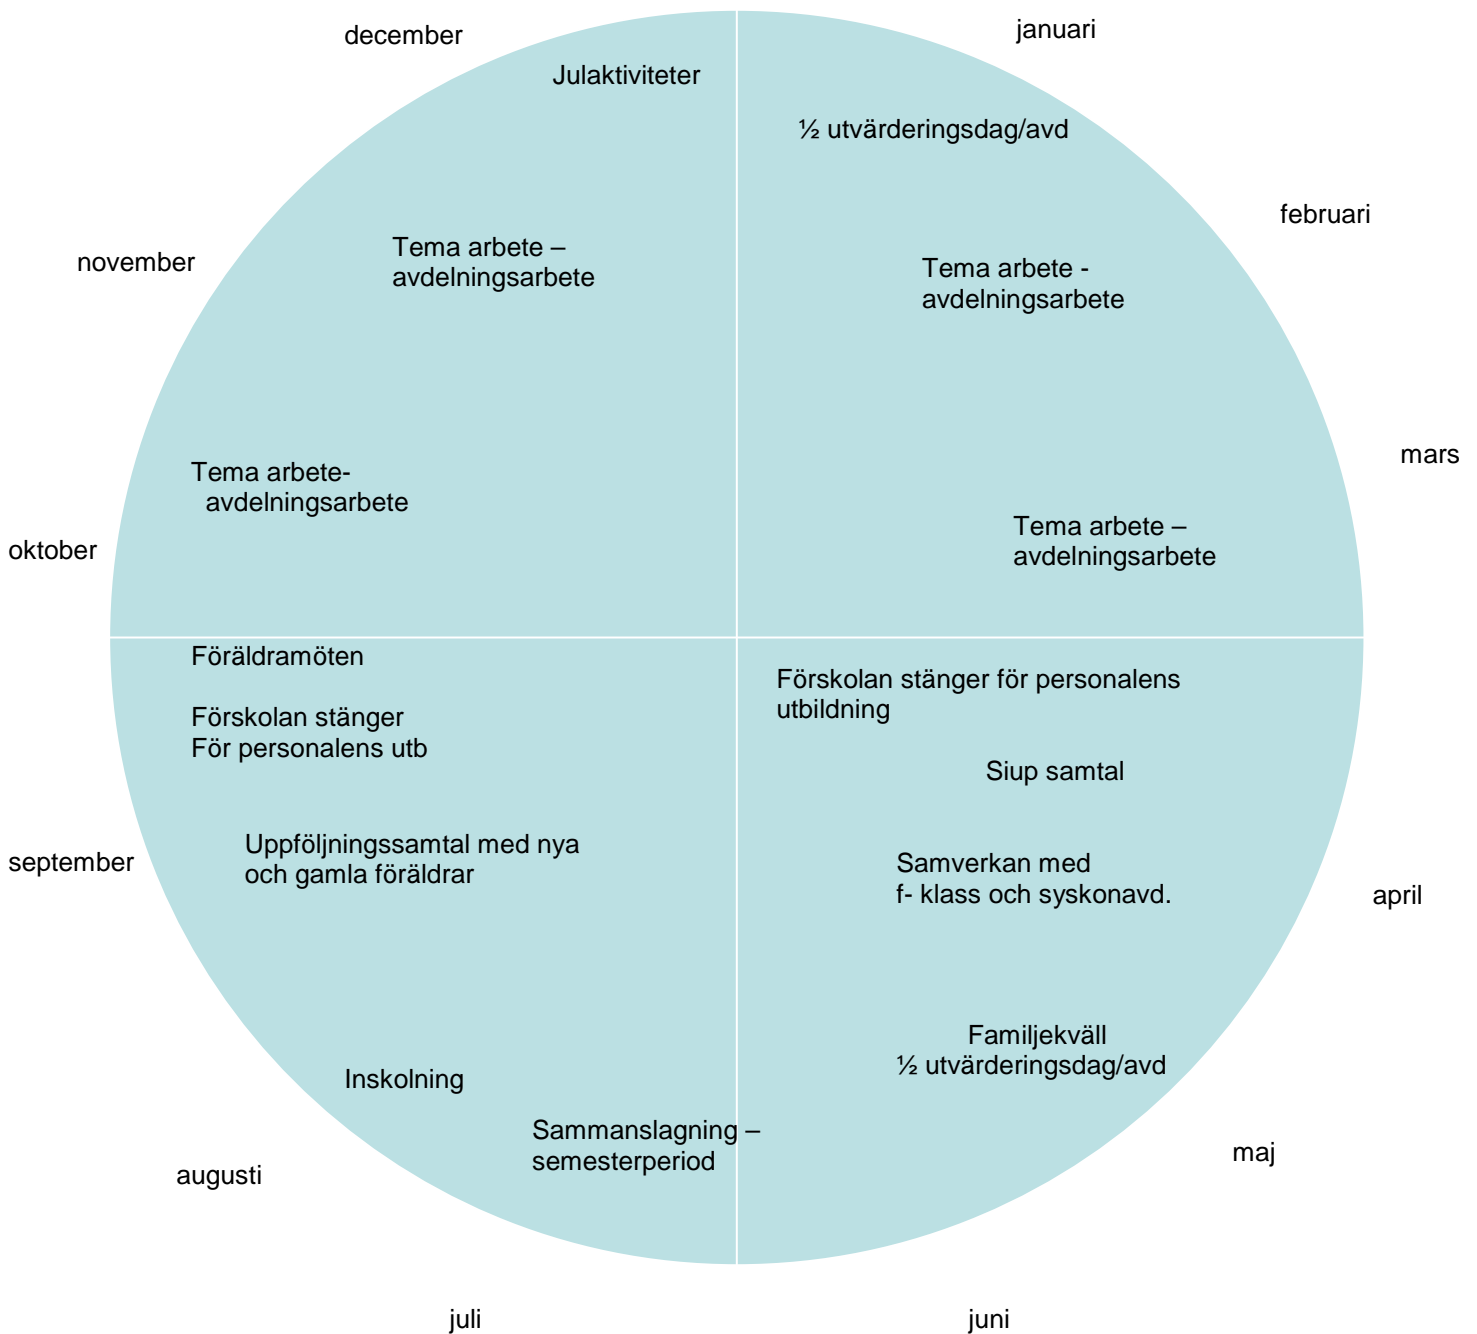 december
januari
Julaktiviteter
½ utvärderingsdag/avd
februari
november
Tema arbete –
avdelningsarbete
Tema arbete -
avdelningsarbete
mars
Tema arbete-
avdelningsarbete
Tema arbete –
avdelningsarbete
oktober
Föräldramöten
Förskolan stänger
För personalens utb
Förskolan stänger för personalens
utbildning
Siup samtal
september
Uppföljningssamtal med nya
och gamla föräldrar
Samverkan med
f- klass och syskonavd.
april
Familjekväll
½ utvärderingsdag/avd
Inskolning
Sammanslagning –
semesterperiod
maj
augusti
juli
juni